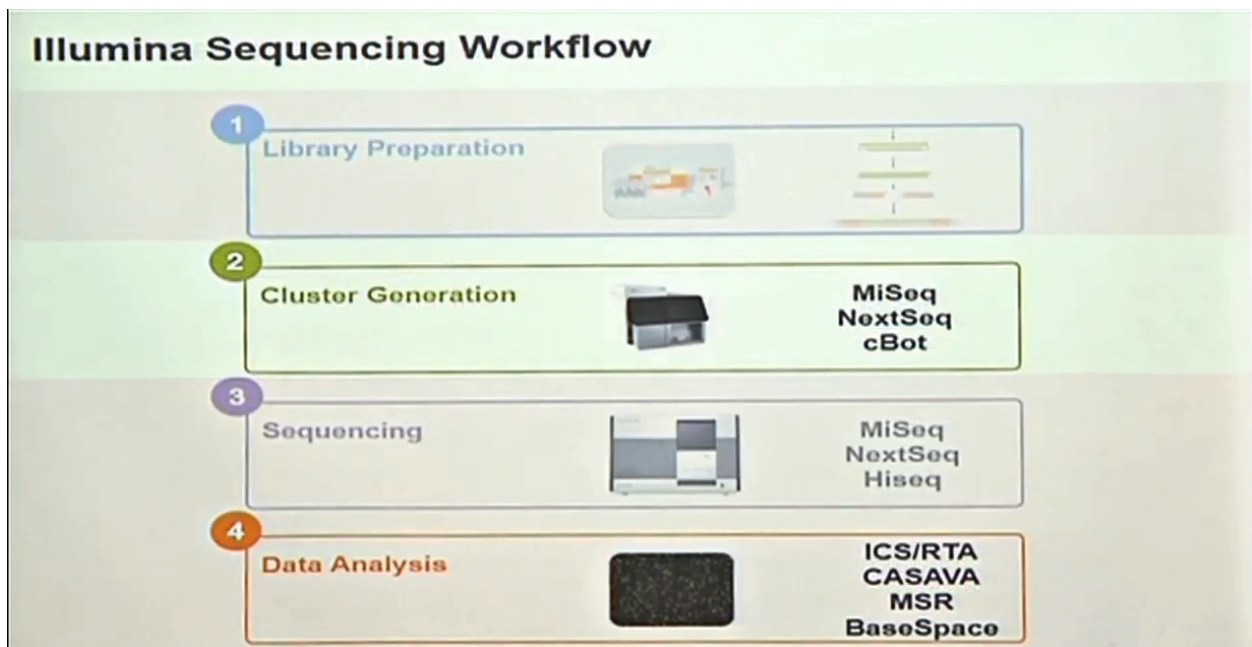 Illumina Sequencing Workflow
1
Library Preparation
2
Cluster Generation
MiSeq
NextSeq
cBot
3
Sequencing
MiSeq
NextSeq
Hiseq
4
Data Analysis
ICS/RTA
CASAVA
MSR
BaseSpace